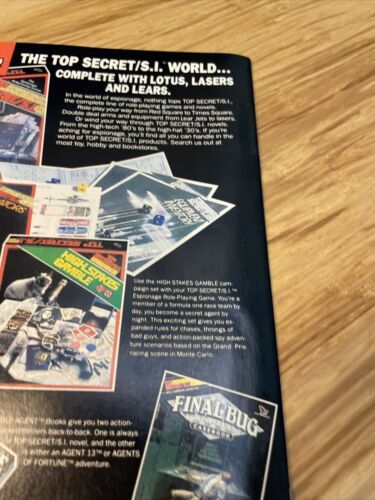 THE TOP SECRET/S.I.™ WORLD...
COMPLETE WITH LOTUS, LASERS
AND LEARS.
In the world of espionage, nothing tops TOP SECRET/S.I.,
the complete line of role-playing games and novels.
Role-play your way from Red Square to Times Square.
Double deal arms and equipment from Lear Jets to lasers.
Or wind your way through TOP SECRET/S.I. novels.
From the high-tech '80's to the high-hat '30's. If you're
aching for espionage, you'll find all you can handle in the
world of TOP SECRET/S.I. products. Search us out at
most toy, hobby and bookstores.
TOP SECRET/S.I.
HIGH STAKES
GAMBLE
Use the HIGH STAKES GAMBLE cam-
paign set with your TOP SECRET/S.I.™
Espionage Role-Playing Game. You're a
member of a formula one race team by
day, you become a secret agent by
night. This exciting set gives you ex-
panded rules for chases, throngs of
bad guys, and action-packed spy adven-
ture scenarios based on the Grand Prix
racing scene in Monte Carlo.
FINAL BUG
CASEBOOK
AGENT™ Books give you two action-
thrillers back-to-back. One is always
TOP SECRET/S.I. novel, and the other
is either an AGENT 13™ or AGENTS
OF FORTUNE™ adventure.